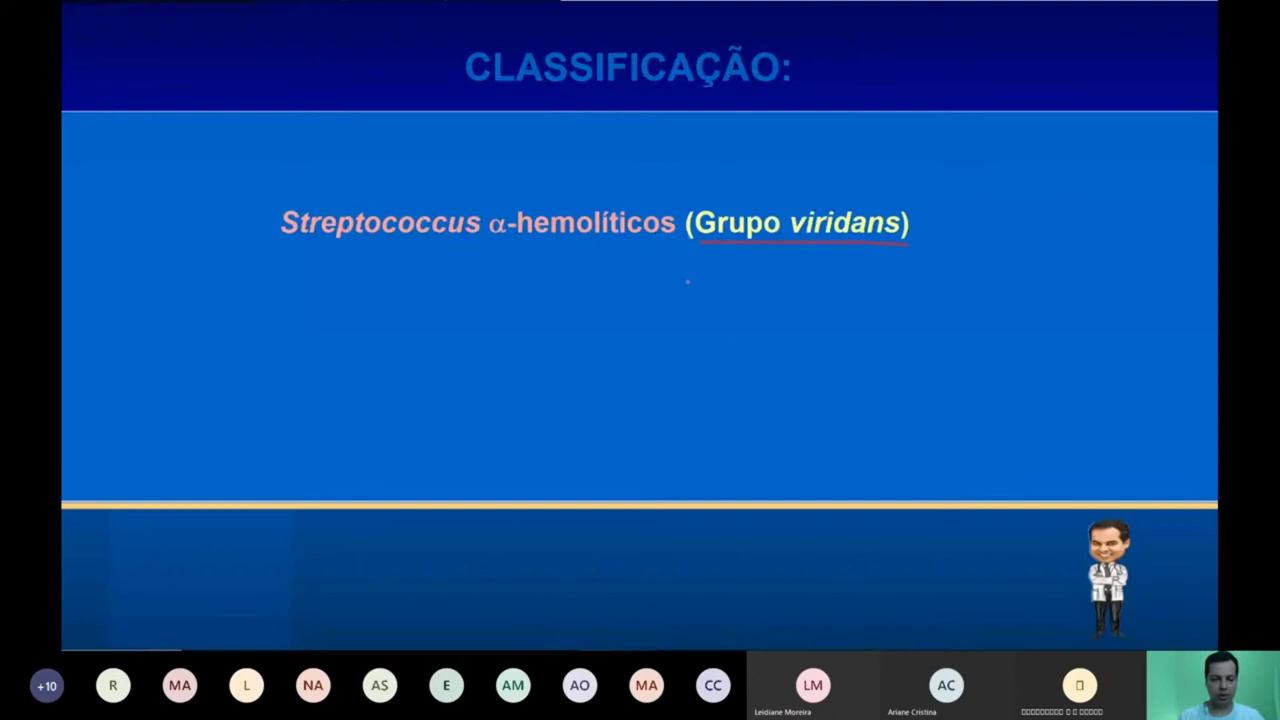 CLASSIFICAÇÃO:
Streptococcus α-hemolíticos (Grupo viridans)
+10
R
MA
L
NA
AS
E
AM
AO
MA
CC
LM
AC
Leidiane Moreira
Ariane Cristina